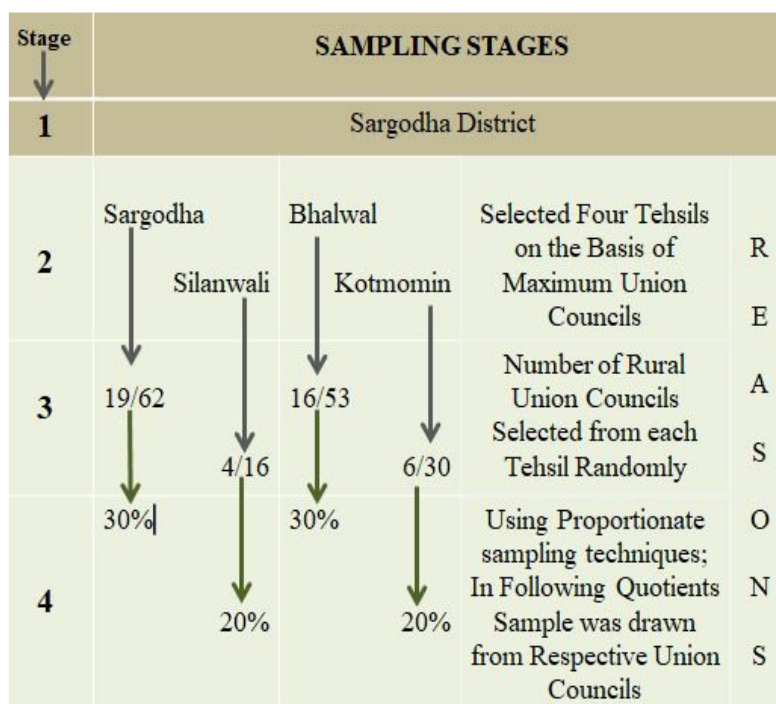 Stage
SAMPLING STAGES
1
Sargodha District
2
Sargodha
Silanwali
Bhalwal
Kotmomin
Selected Four Tehsils
on the Basis of
Maximum Union
Councils
3
19/62
4/16
16/53
6/30
Number of Rural
Union Councils
Selected from each
Tehsil Randomly
4
30%
20%
30%
20%
Using Proportionate
sampling techniques;
In Following Quotients
Sample was drawn
from Respective Union
Councils
R
E
A
S
O
N
S